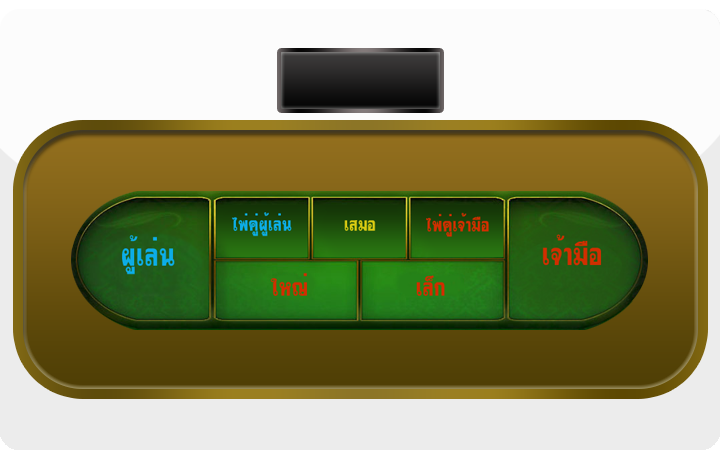 ผู้เล่น
ไพ่คู่ผู้เล่น
เสมอ
ไพ่คู่เจ้ามือ
เจ้ามือ
ใหญ่
เล็ก